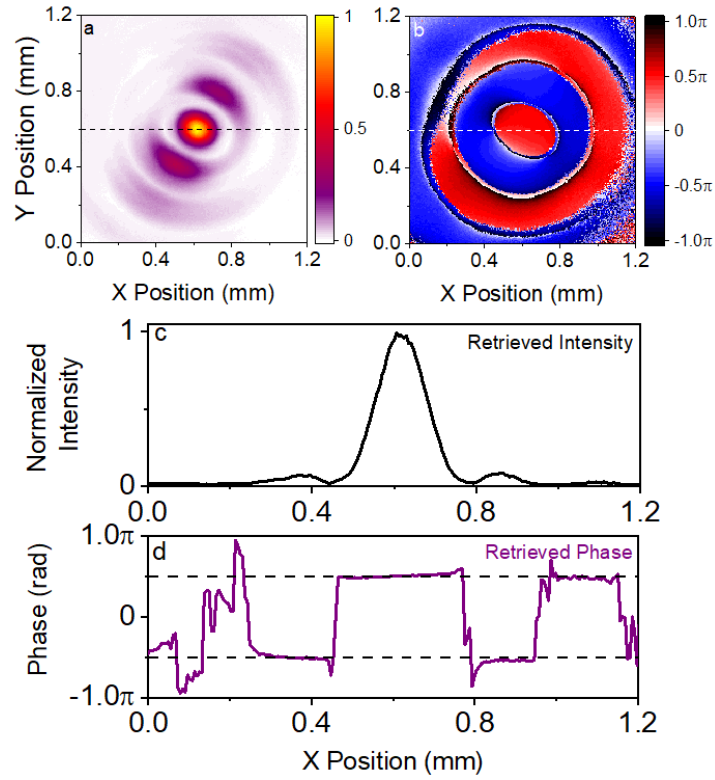 a
1
0.5
0
1.2
1.0
0.8
0.6
0.4
0.2
0.0
0.0 0.4 0.8 1.2
X Position (mm)
Y Position (mm)
b
1.0π
0.5π
0
-0.5π
-1.0π
0.0 0.4 0.8 1.2
X Position (mm)
c
Retrieved Intensity
1
0
Normalized
Intensity
0.0 0.4 0.8 1.2
d
Retrieved Phase
1.0π
0
-1.0π
Phase (rad)
0.0 0.4 0.8 1.2
X Position (mm)